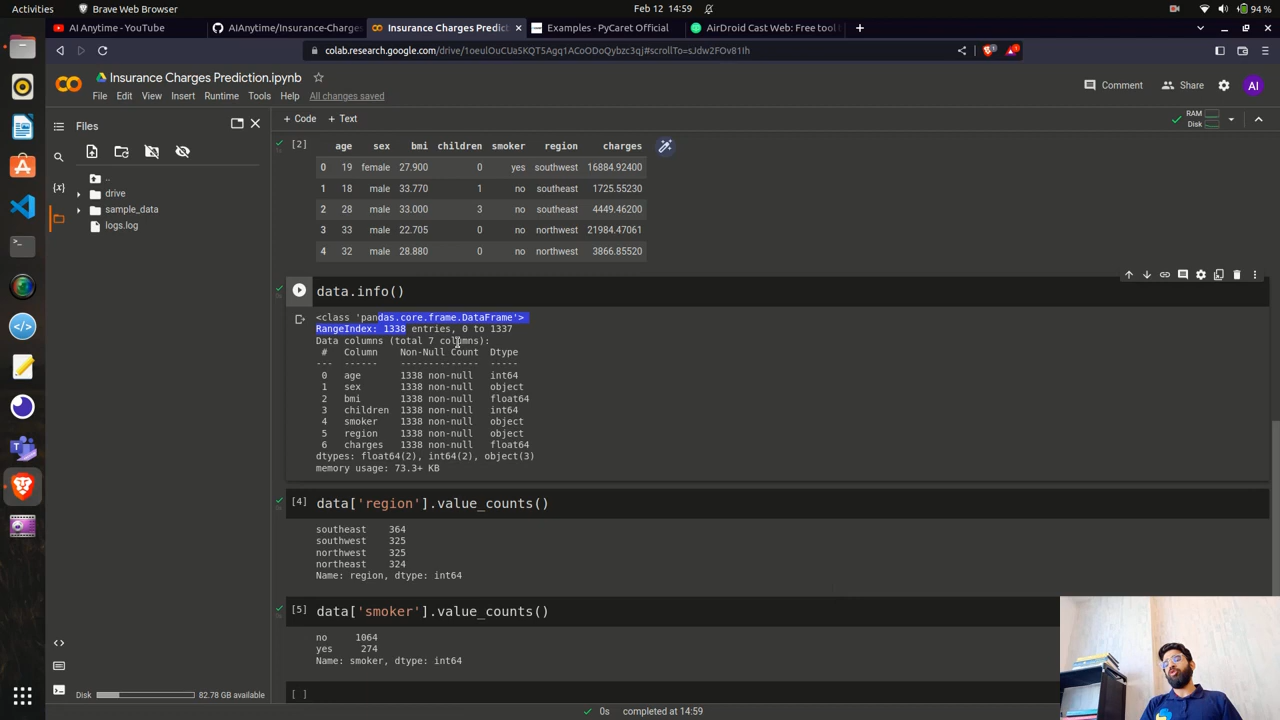 Activities
Brave Web Browser
Feb 12 14:59
94 %
AI Anytime - YouTube
AIAnytime/Insurance-Charges
Insurance Charges Predicti
Examples - PyCaret Official
AirDroid Cast Web: Free tool
colab.research.google.com/drive/1oeulOuCUa5KQT5Agq1ACoODoQybzc3qj#scrollTo=sJdw2FOv81Ih
Insurance Charges Prediction.ipynb
Comment
Share
AI
File Edit View Insert Runtime Tools Help All changes saved
Files
+ Code + Text
RAM
Disk
[2]
age sex bmi children smoker region charges
0 19 female 27.900 0 yes southwest 16884.92400
1 18 male 33.770 1 no southeast 1725.55230
2 28 male 33.000 3 no southeast 4449.46200
3 33 male 22.705 0 no northwest 21984.47061
4 32 male 28.880 0 no northwest 3866.85520
..
drive
sample_data
logs.log
{x}
data.info()
<class 'pandas.core.frame.DataFrame'>
RangeIndex: 1338 entries, 0 to 1337
Data columns (total 7 columns):
# Column Non-Null Count Dtype
--- ------ -------------- -----
0 age 1338 non-null int64
1 sex 1338 non-null object
2 bmi 1338 non-null float64
3 children 1338 non-null int64
4 smoker 1338 non-null object
5 region 1338 non-null object
6 charges 1338 non-null float64
dtypes: float64(2), int64(2), object(3)
memory usage: 73.3+ KB
[4] data['region'].value_counts()
southeast 364
southwest 325
northwest 325
northeast 324
Name: region, dtype: int64
[5] data['smoker'].value_counts()
no 1064
yes 274
Name: smoker, dtype: int64
[ ]
Disk 82.78 GB available
0s completed at 14:59